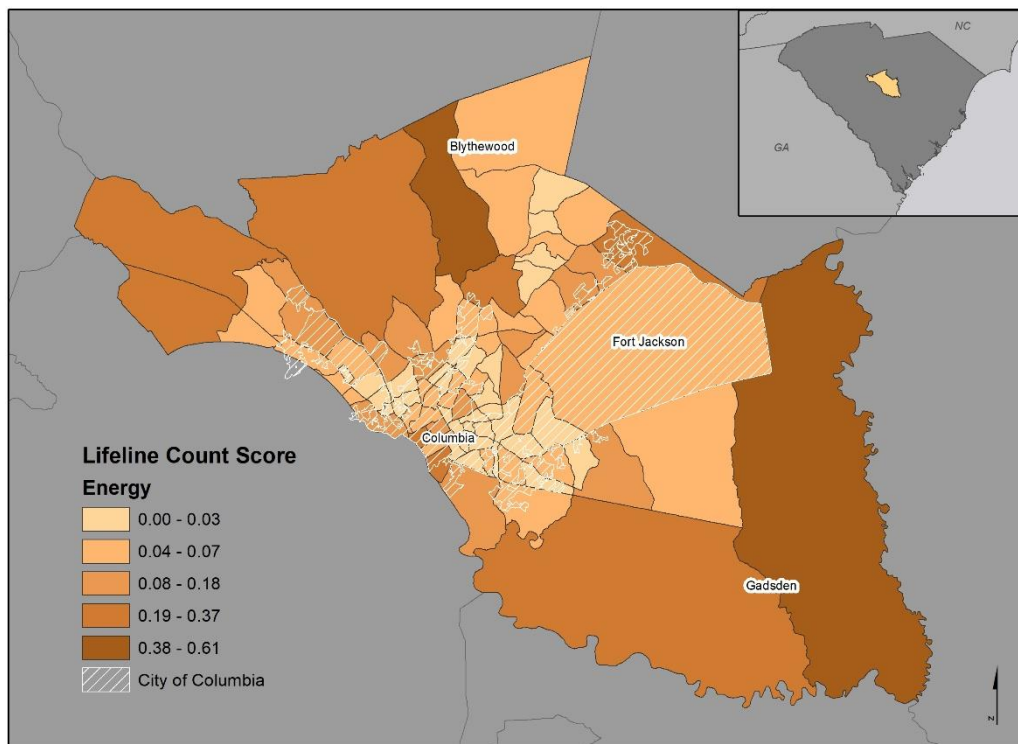 NC
GA
Blythewood
Fort Jackson
Columbia
Gadsden
Lifeline Count Score
Energy
0.00 - 0.03
0.04 - 0.07
0.08 - 0.18
0.19 - 0.37
0.38 - 0.61
City of Columbia
N